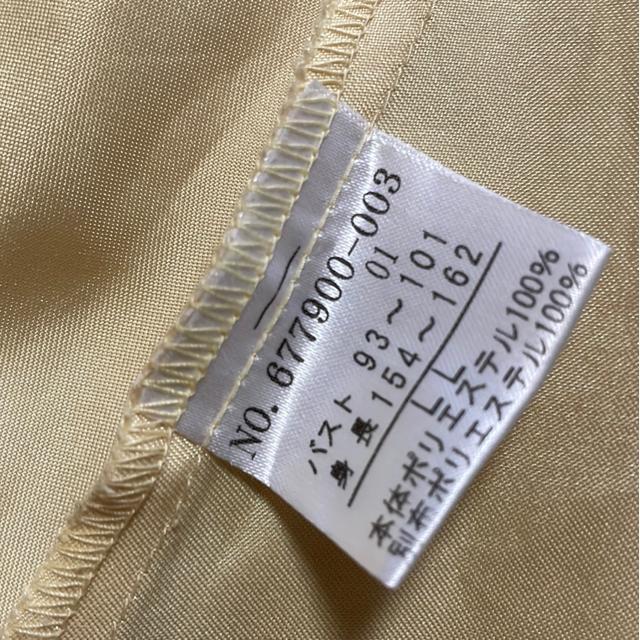 NO. 677900-003
01
バスト 93～101
身長 154～162
LL
本体ポリエステル100%
別布ポリエステル100%